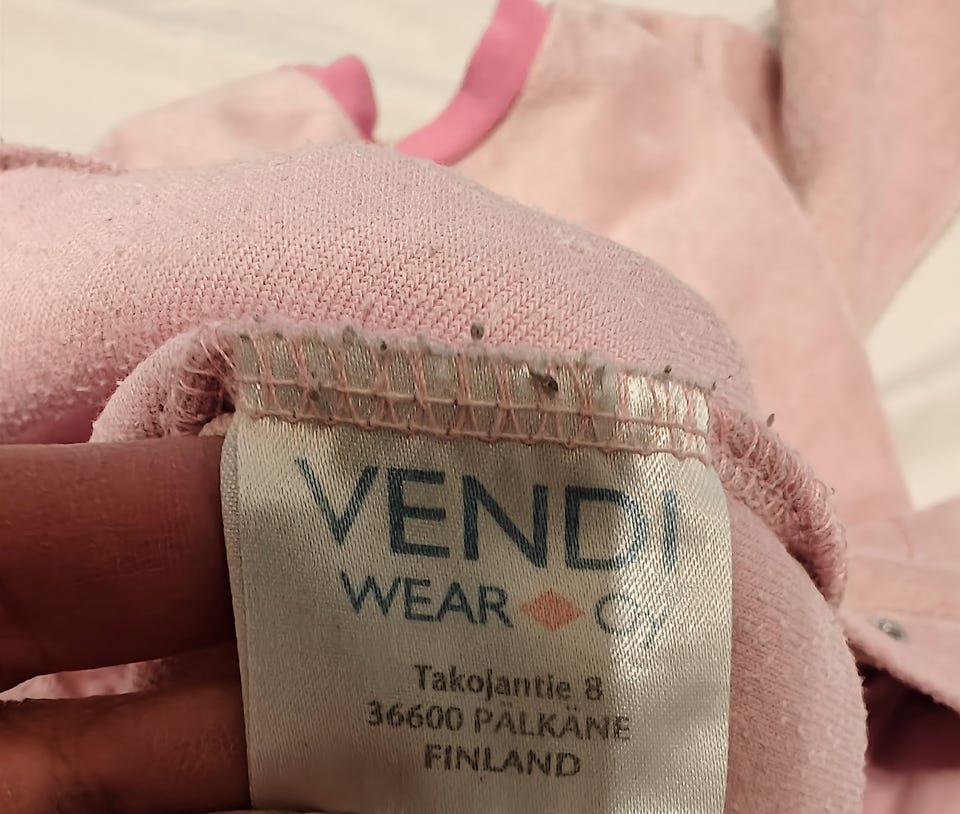 VENDI
WEAR Oy
Takojantie 8
36600 PÄLKÄNE
FINLAND